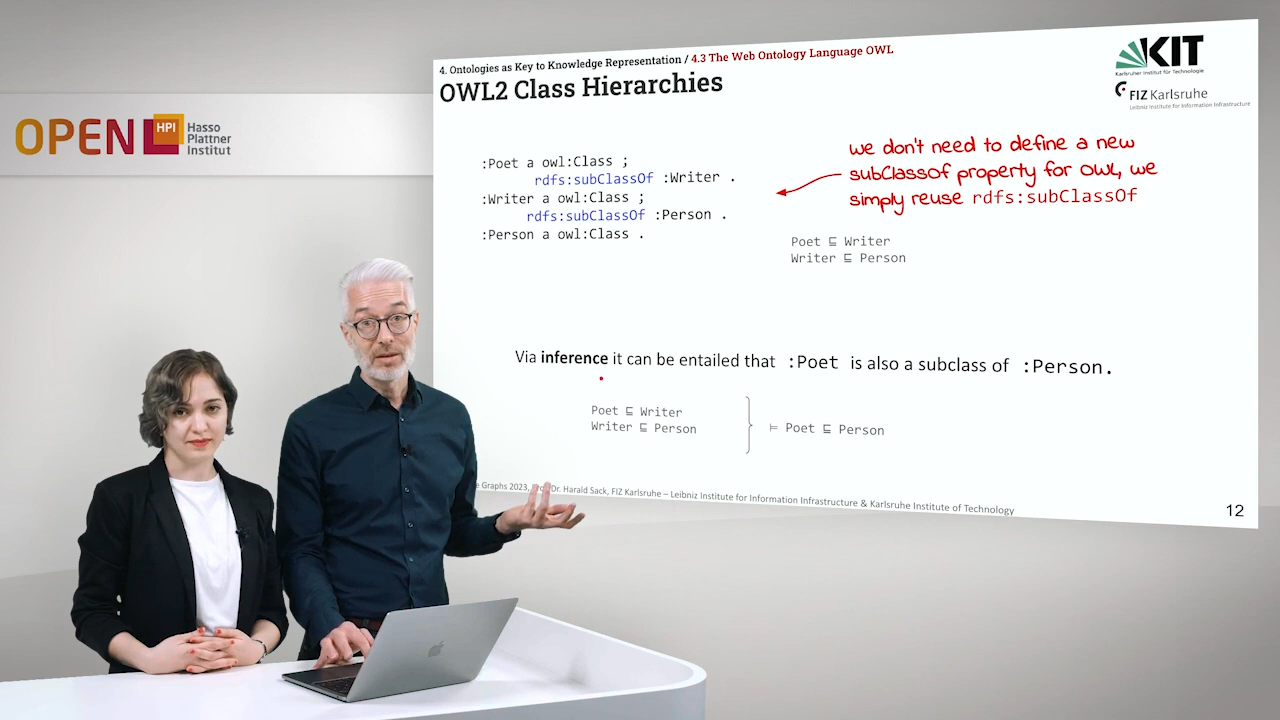 4. Ontologies as Key to Knowledge Representation / 4.3 The Web Ontology Language OWL
OWL2 Class Hierarchies
KIT
Karlsruher Institut für Technologie
FIZ Karlsruhe
Leibniz Institute for Information Infrastructure
OPEN HPI Hasso
Plattner
Institut
:Poet a owl:Class ;
rdfs:subClassOf :Writer .
:Writer a owl:Class ;
rdfs:subClassOf :Person .
:Person a owl:Class .
we don't need to define a new
subClassOf property for OWL, we
simply reuse rdfs:subClassOf
Poet ⊑ Writer
Writer ⊑ Person
Via inference it can be entailed that :Poet is also a subclass of :Person.
Poet ⊑ Writer
Writer ⊑ Person
⊨ Poet ⊑ Person
e Graphs 2023, Dr. Harald Sack, FIZ Karlsruhe – Leibniz Institute for Information Infrastructure & Karlsruhe Institute of Technology
12